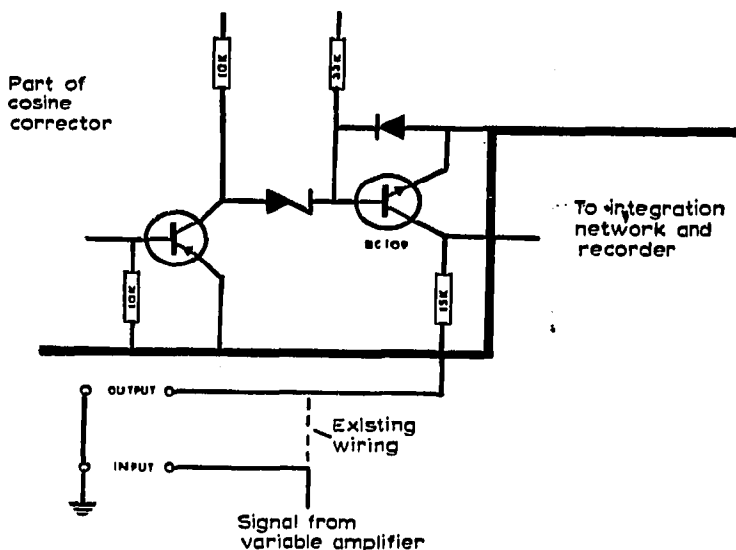 Part of
cosine
corrector
10K
33K
BC109
To integration
network and
recorder
10K
15K
OUTPUT
Existing
wiring
INPUT
Signal from
variable amplifier